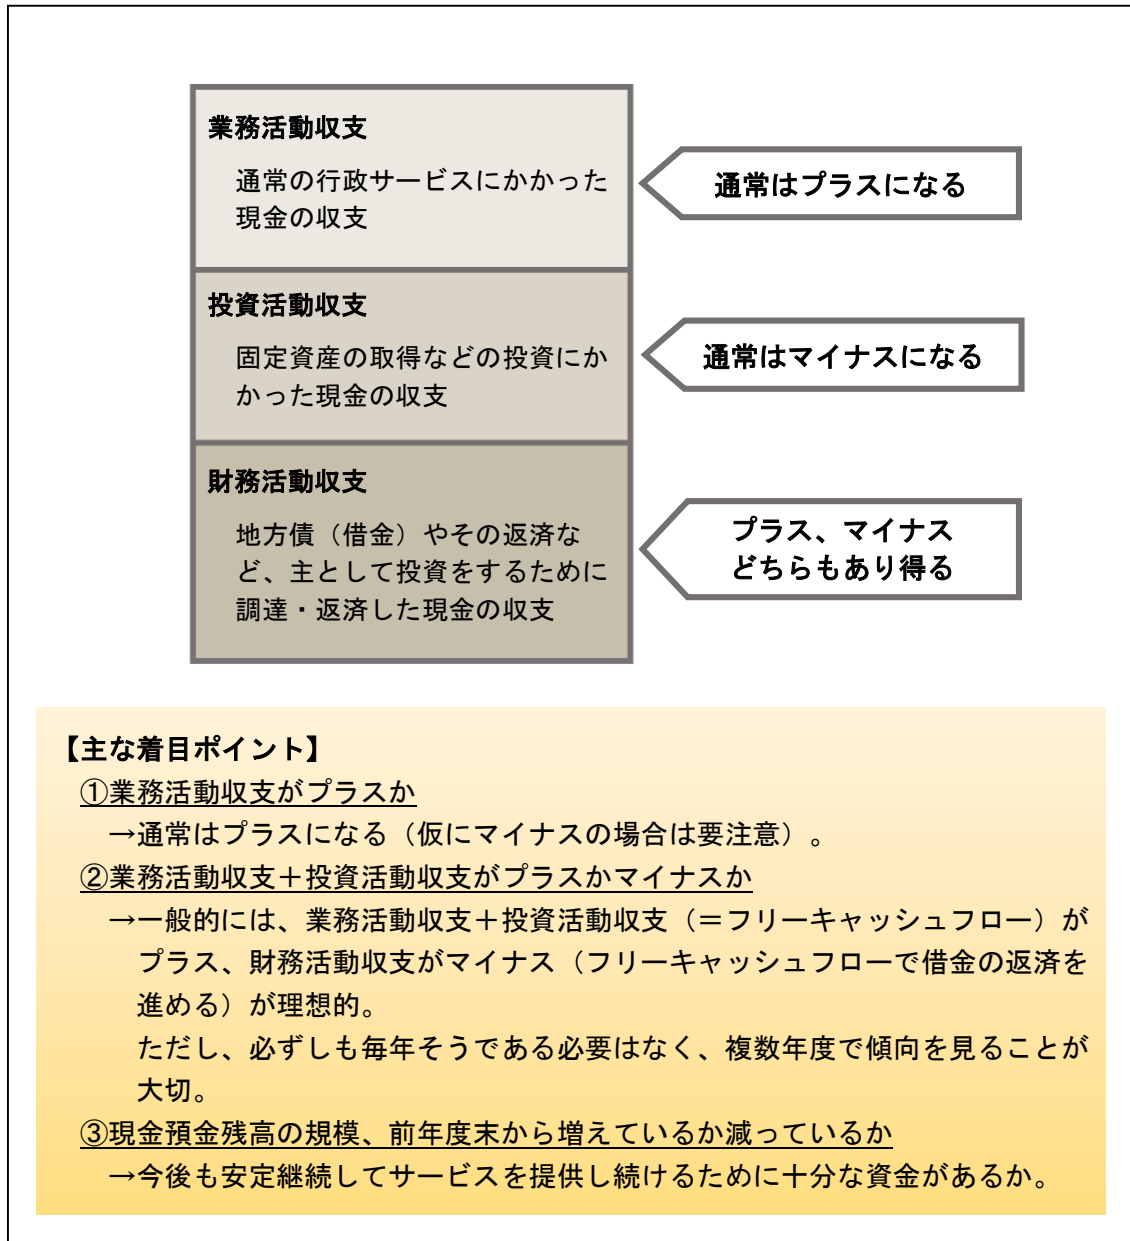 業務活動収支
通常の行政サービスにかかった
現金の収支
通常はプラスになる
投資活動収支
固定資産の取得などの投資にか
かった現金の収支
通常はマイナスになる
財務活動収支
地方債（借金）やその返済な
ど、主として投資をするために
調達・返済した現金の収支
プラス、マイナス
どちらもあり得る
【主な着目ポイント】
①業務活動収支がプラスか
→通常はプラスになる（仮にマイナスの場合は要注意）。
②業務活動収支＋投資活動収支がプラスかマイナスか
→一般的には、業務活動収支＋投資活動収支（＝フリーキャッシュフロー）が
プラス、財務活動収支がマイナス（フリーキャッシュフローで借金の返済を
進める）が理想的。
ただし、必ずしも毎年そうである必要はなく、複数年度で傾向を見ることが
大切。
③現金預金残高の規模、前年度末から増えているか減っているか
→今後も安定継続してサービスを提供し続けるために十分な資金があるか。